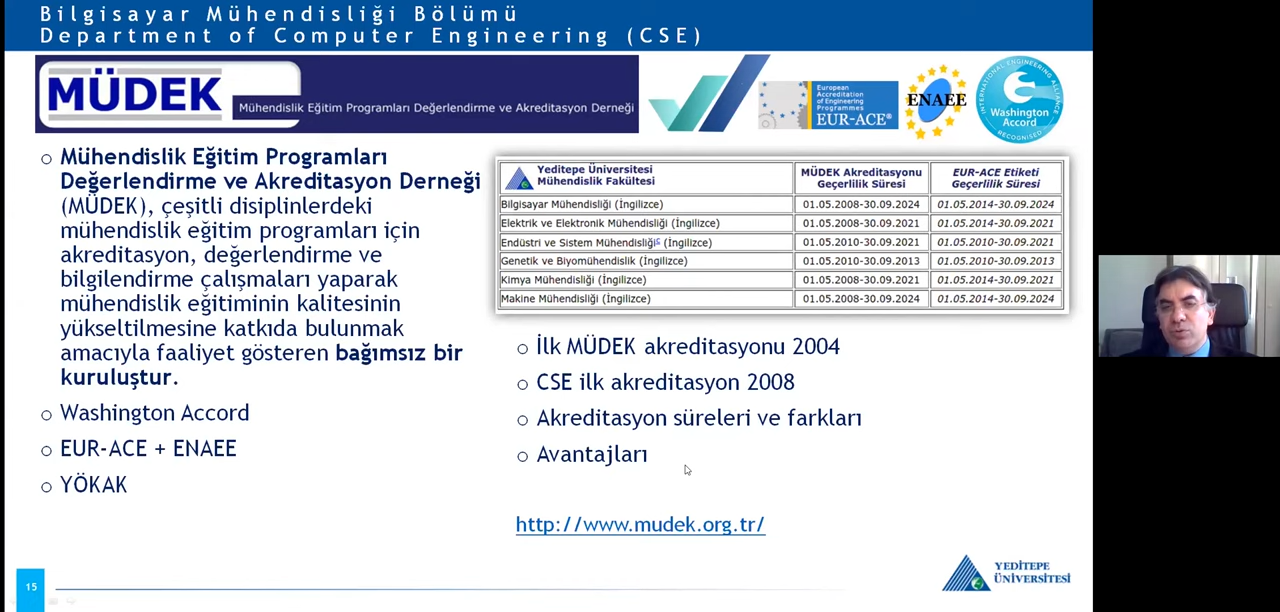 Bilgisayar Mühendisliği Bölümü
Department of Computer Engineering (CSE)
MÜDEK
Mühendislik Eğitim Programları Değerlendirme ve Akreditasyon Derneği
European
Accreditation
of Engineering
Programmes
EUR-ACE®
ENAEE
INTERNATIONAL ENGINEERING ALLIANCE
Washington
Accord
RECOGNISED
Mühendislik Eğitim Programları
Değerlendirme ve Akreditasyon Derneği
(MÜDEK), çeşitli disiplinlerdeki
mühendislik eğitim programları için
akreditasyon, değerlendirme ve
bilgilendirme çalışmaları yaparak
mühendislik eğitiminin kalitesinin
yükseltilmesine katkıda bulunmak
amacıyla faaliyet gösteren bağımsız bir
kuruluştur.
Washington Accord
EUR-ACE + ENAEE
YÖKAK
Yeditepe Üniversitesi
Mühendislik Fakültesi
MÜDEK Akreditasyonu
Geçerlilik Süresi
EUR-ACE Etiketi
Geçerlilik Süresi
Bilgisayar Mühendisliği (İngilizce) 01.05.2008-30.09.2024 01.05.2014-30.09.2024
Elektrik ve Elektronik Mühendisliği (İngilizce) 01.05.2008-30.09.2021 01.05.2014-30.09.2021
Endüstri ve Sistem Mühendisliği (İngilizce) 01.05.2010-30.09.2021 01.05.2010-30.09.2021
Genetik ve Biyomühendislik (İngilizce) 01.05.2010-30.09.2013 01.05.2010-30.09.2013
Kimya Mühendisliği (İngilizce) 01.05.2008-30.09.2021 01.05.2014-30.09.2021
Makine Mühendisliği (İngilizce) 01.05.2008-30.09.2024 01.05.2014-30.09.2024
İlk MÜDEK akreditasyonu 2004
CSE ilk akreditasyon 2008
Akreditasyon süreleri ve farkları
Avantajları
http://www.mudek.org.tr/
15
YEDİTEPE
ÜNİVERSİTESİ